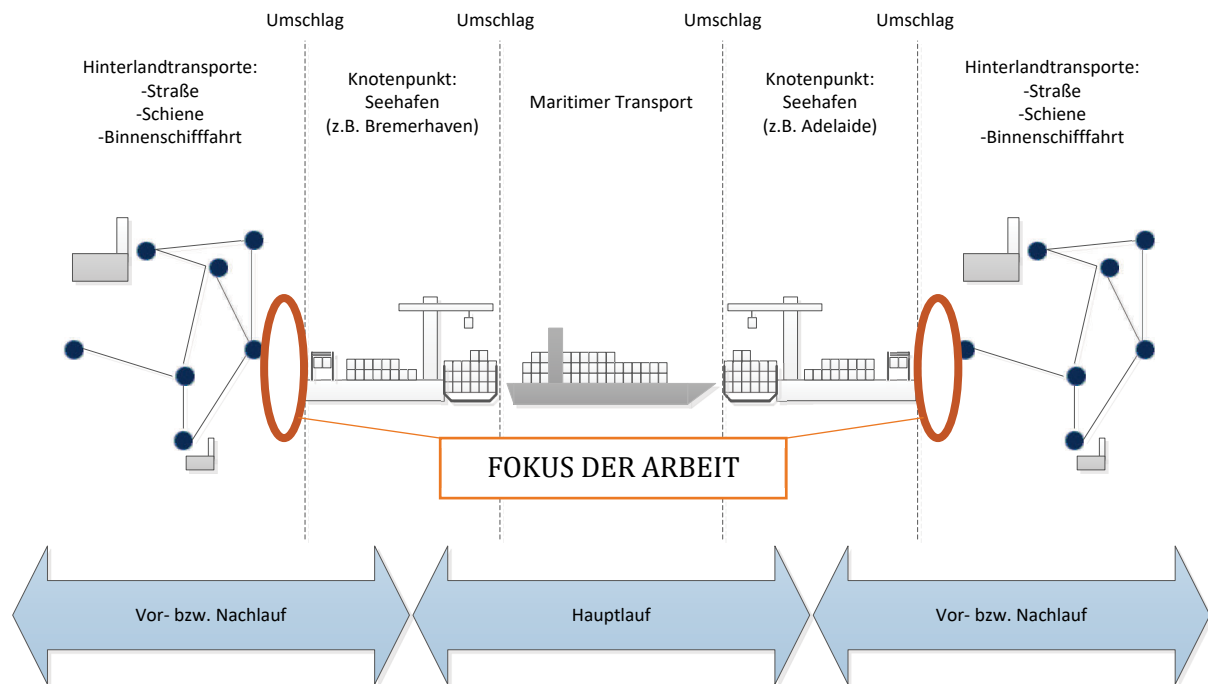 Umschlag
Umschlag
Umschlag
Umschlag
Hinterlandtransporte:
-Straße
-Schiene
-Binnenschifffahrt
Knotenpunkt:
Seehafen
(z.B. Bremerhaven)
Maritimer Transport
Knotenpunkt:
Seehafen
(z.B. Adelaide)
Hinterlandtransporte:
-Straße
-Schiene
-Binnenschifffahrt
FOKUS DER ARBEIT
Vor- bzw. Nachlauf
Hauptlauf
Vor- bzw. Nachlauf